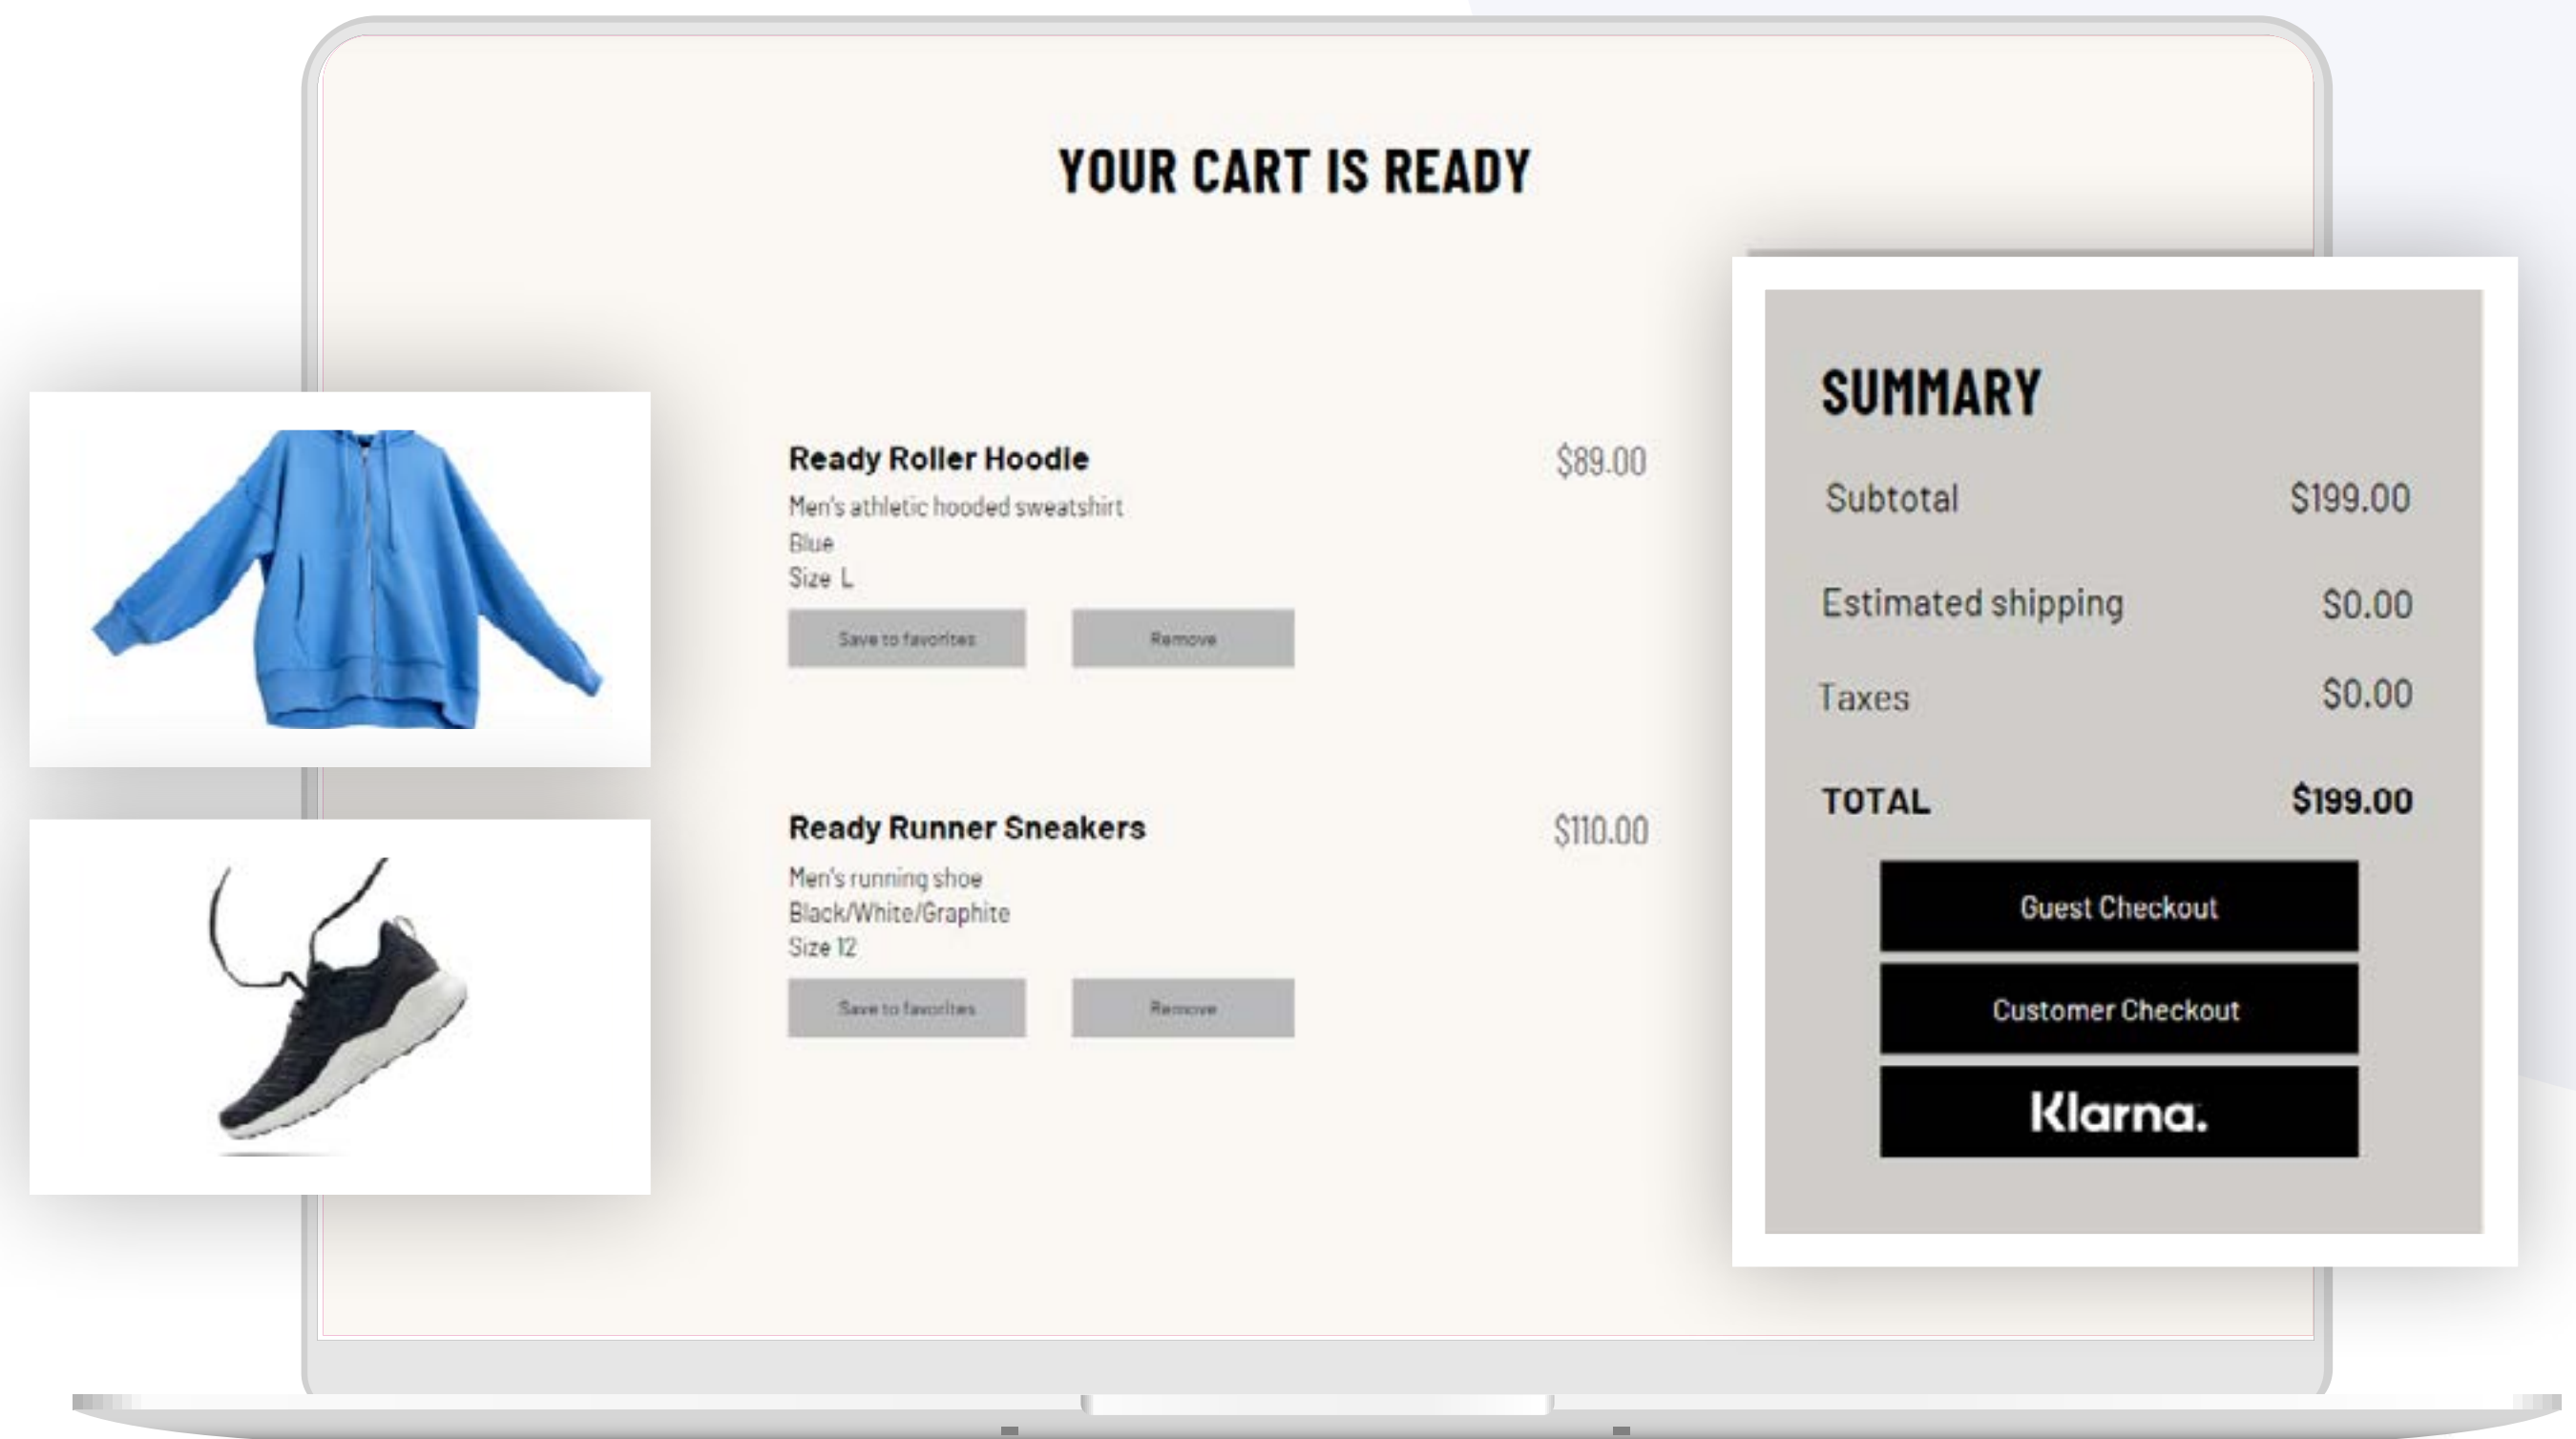 YOUR CART IS READY
Ready Roller Hoodie
$89.00
Men's athletic hooded sweatshirt
Blue
Size L
Save to favorites
Remove
Ready Runner Sneakers
$110.00
Men's running shoe
Black/White/Graphite
Size 12
Save to favorites
Remove
SUMMARY
Subtotal $199.00
Estimated shipping $0.00
Taxes $0.00
TOTAL $199.00
Guest Checkout
Customer Checkout
Klarna.